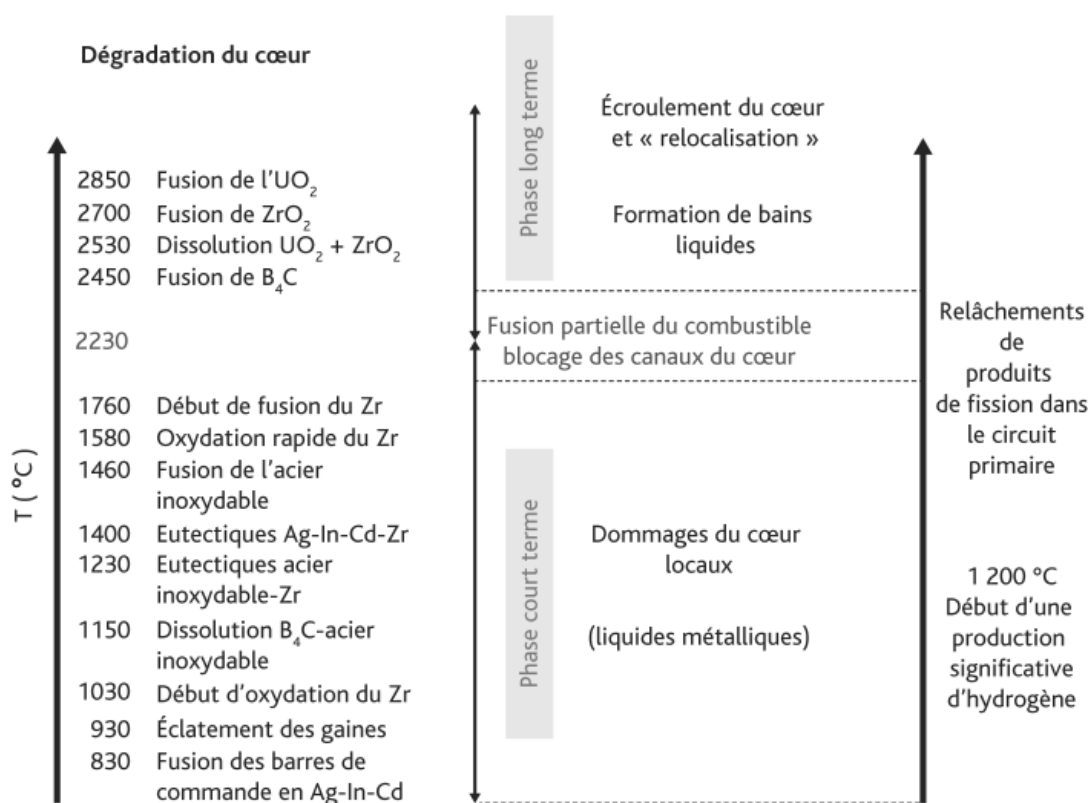 Dégradation du cœur
T ( °C)
2850 Fusion de l’UO₂
2700 Fusion de ZrO₂
2530 Dissolution UO₂ + ZrO₂
2450 Fusion de B₄C
2230
1760 Début de fusion du Zr
1580 Oxydation rapide du Zr
1460 Fusion de l’acier
inoxydable
1400 Eutectiques Ag-In-Cd-Zr
1230 Eutectiques acier
inoxydable-Zr
1150 Dissolution B₄C-acier
inoxydable
1030 Début d’oxydation du Zr
930 Éclatement des gaines
830 Fusion des barres de
commande en Ag-In-Cd
Phase long terme
Écroulement du cœur
et « relocalisation »
Formation de bains
liquides
Fusion partielle du combustible
blocage des canaux du cœur
Phase court terme
Dommages du cœur
locaux
(liquides métalliques)
Relâchements
de
produits
de fission dans
le circuit
primaire
1 200 °C
Début d’une
production
significative
d’hydrogène